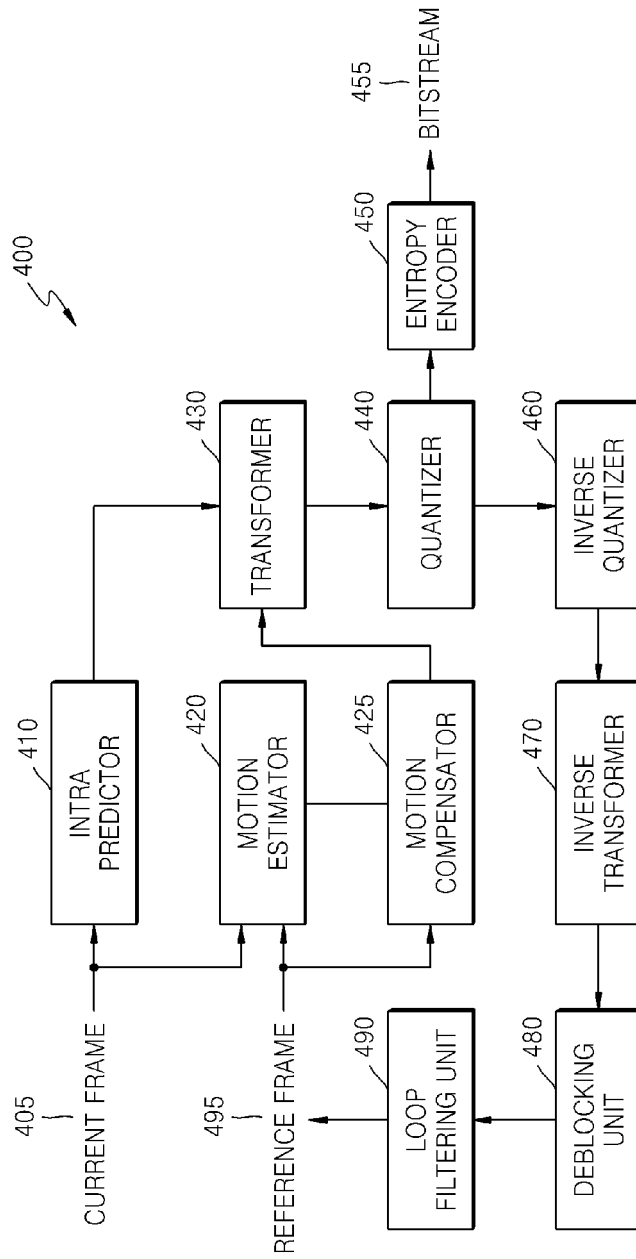 400
405
CURRENT FRAME
410
INTRA
PREDICTOR
495
REFERENCE FRAME
420
MOTION
ESTIMATOR
425
MOTION
COMPENSATOR
430
TRANSFORMER
440
QUANTIZER
450
ENTROPY
ENCODER
455
BITSTREAM
460
INVERSE
QUANTIZER
470
INVERSE
TRANSFORMER
480
DEBLOCKING
UNIT
490
LOOP
FILTERING UNIT